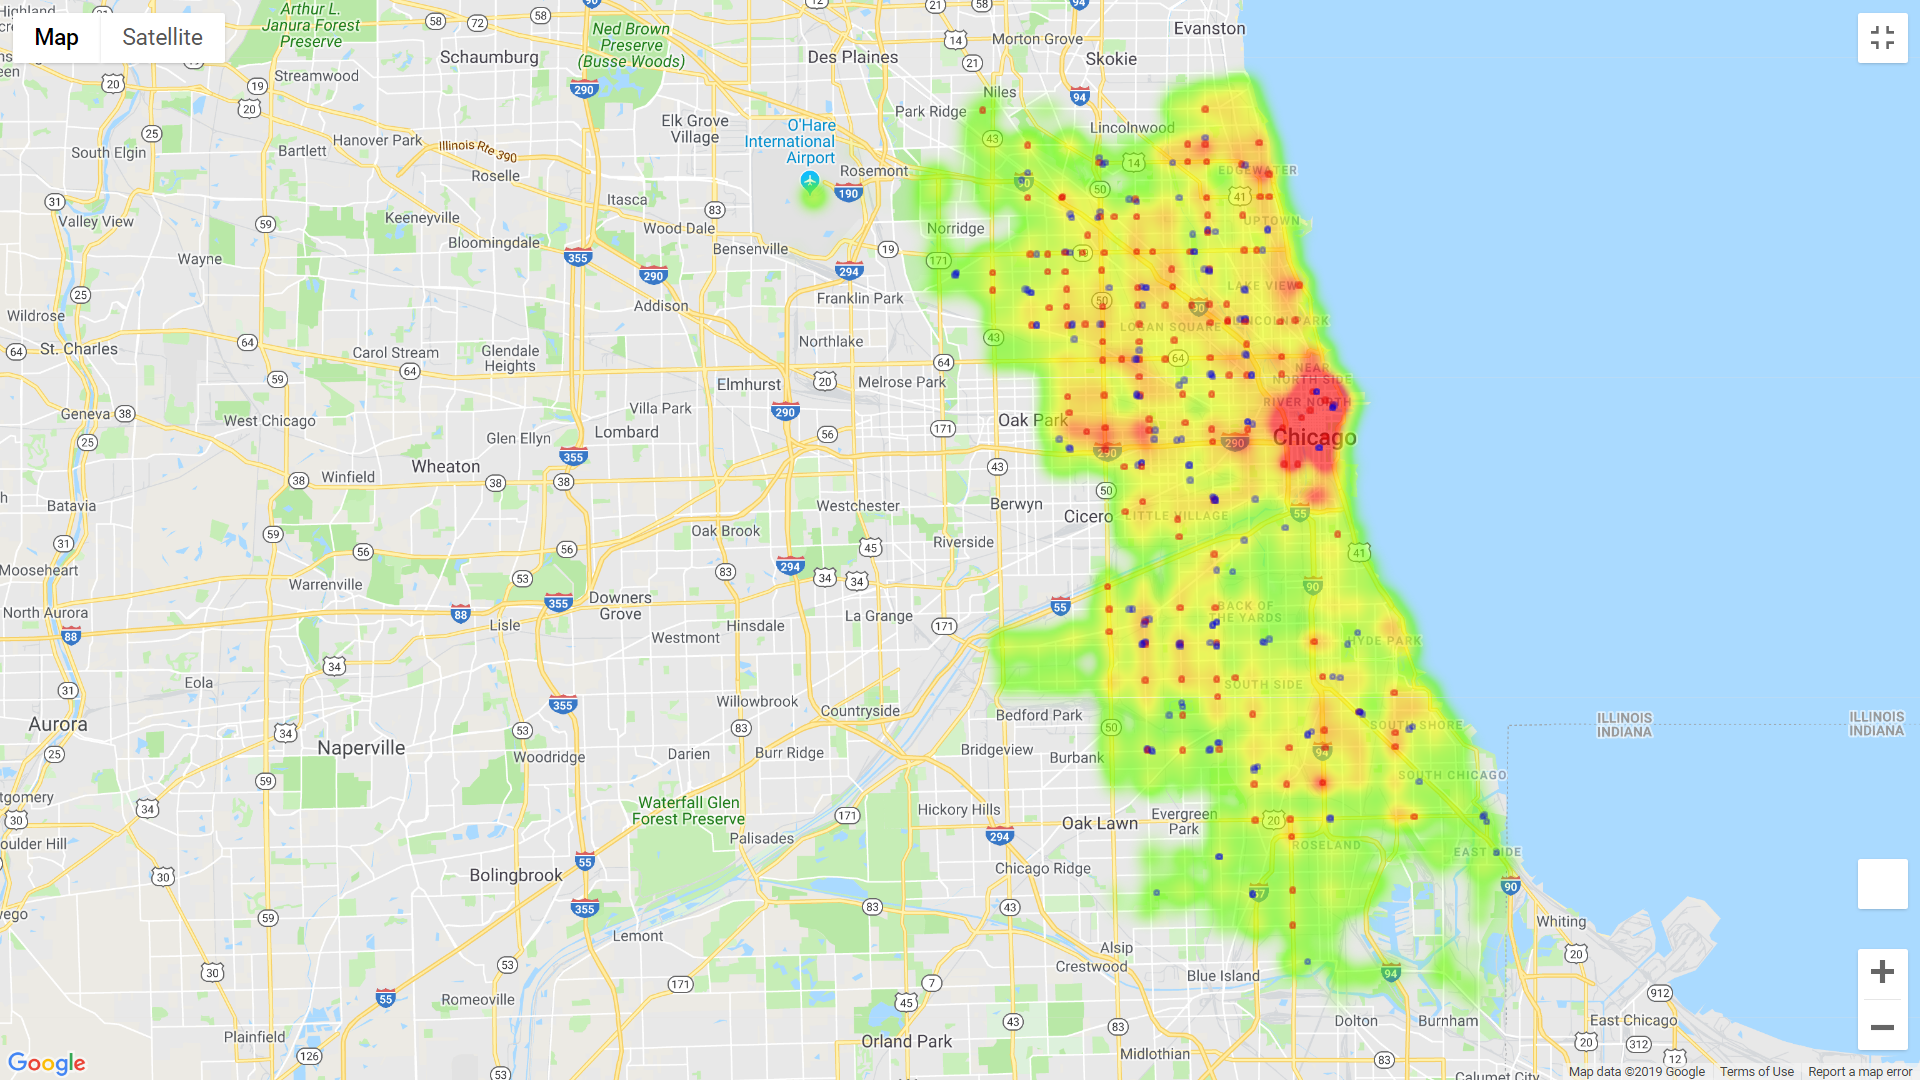 Map
Satellite
Highland
Arthur L.
Janura Forest
Preserve
Ned Brown
Preserve
(Busse Woods)
Schaumburg
Des Plaines
Morton Grove
Skokie
Evanston
Streamwood
Niles
Park Ridge
Lincolnwood
Elk Grove
Village
O'Hare
International
Airport
Hanover Park
Illinois Rte 390
South Elgin
Bartlett
Roselle
Rosemont
EDGEWATER
Itasca
Keeneyville
Valley View
Wood Dale
Norridge
UPTOWN
Bloomingdale
Bensenville
Wayne
Addison
Franklin Park
LAKE VIEW
Wildrose
LOGAN SQUARE
LINCOLN PARK
St. Charles
Carol Stream
Glendale
Heights
Northlake
NEAR
NORTH SIDE
Elmhurst
Melrose Park
RIVER NORTH
Geneva
West Chicago
Villa Park
Oak Park
Glen Ellyn
Lombard
Chicago
Wheaton
Winfield
Batavia
Westchester
Berwyn
Cicero
LITTLE VILLAGE
Oak Brook
Riverside
Mooseheart
Warrenville
Downers
Grove
La Grange
BACK OF
THE YARDS
North Aurora
Lisle
Hinsdale
Westmont
HYDE PARK
Eola
SOUTH SIDE
Willowbrook
Countryside
Bedford Park
SOUTH SHORE
ILLINOIS
INDIANA
ILLINOIS
INDIANA
Aurora
Naperville
Woodridge
Darien
Burr Ridge
Bridgeview
Burbank
SOUTH CHICAGO
Waterfall Glen
Forest Preserve
Hickory Hills
Oak Lawn
Evergreen
Park
Palisades
ROSELAND
EAST SIDE
Bolingbrook
Chicago Ridge
Whiting
Lemont
Alsip
Crestwood
Blue Island
Romeoville
Dolton
Burnham
East Chicago
Plainfield
Orland Park
Midlothian
Calumet City
Google
Map data ©2019 Google
Terms of Use
Report a map error